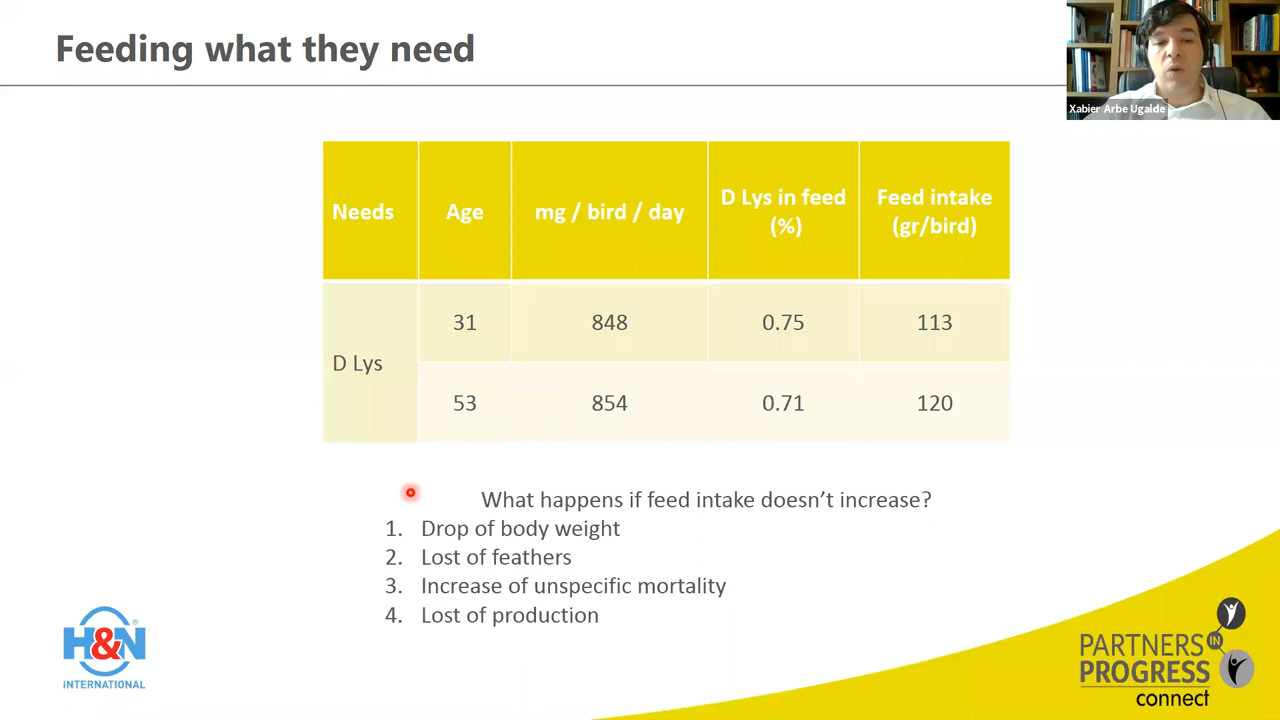 Feeding what they need
Xabier Arbe Ugalde
Needs
Age
mg / bird / day
D Lys in feed
(%)
Feed intake
(gr/bird)
D Lys
31
848
0.75
113
53
854
0.71
120
What happens if feed intake doesn’t increase?
1. Drop of body weight
2. Lost of feathers
3. Increase of unspecific mortality
4. Lost of production
H&N
®
INTERNATIONAL
PARTNERS IN
PROGRESS
connect